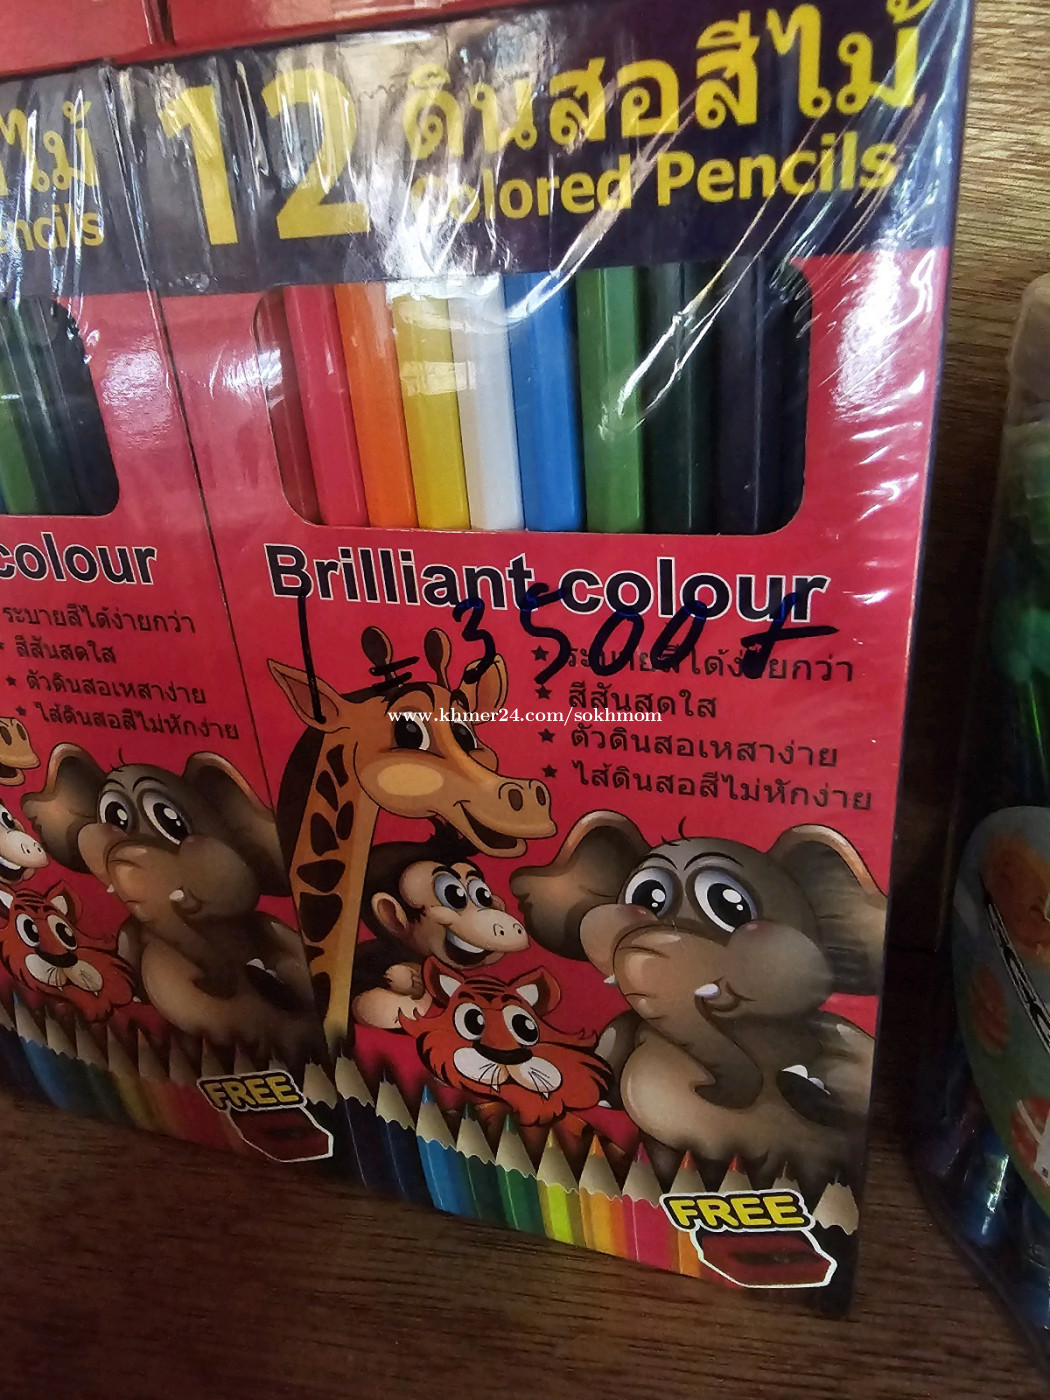 12 ดินสอสีไม้
Colored Pencils
Brilliant colour
1 = 3500
★ ระบายสีได้ง่ายกว่า
★ สีสันสดใส
★ ตัวดินสอเหลาง่าย
★ ไส้ดินสอสีไม่หักง่าย
www.khmer24.com/sokhmom
FREE
ไม้
ncils
colour
ระบายสีได้ง่ายกว่า
★ สีสันสดใส
★ ตัวดินสอเหลาง่าย
★ ไส้ดินสอสีไม่หักง่าย
FREE